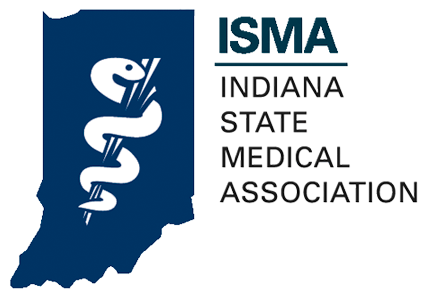 ISMA
INDIANA
STATE
MEDICAL
ASSOCIATION